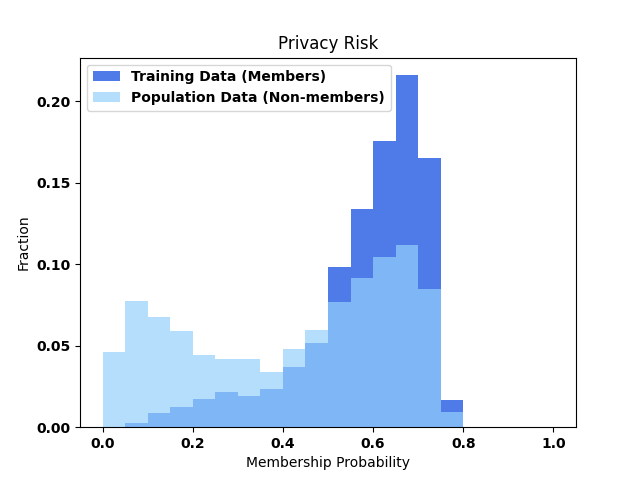 Privacy Risk
Training Data (Members)
Population Data (Non-members)
0.20
0.15
0.10
0.05
0.00
Fraction
0.0 0.2 0.4 0.6 0.8 1.0
Membership Probability